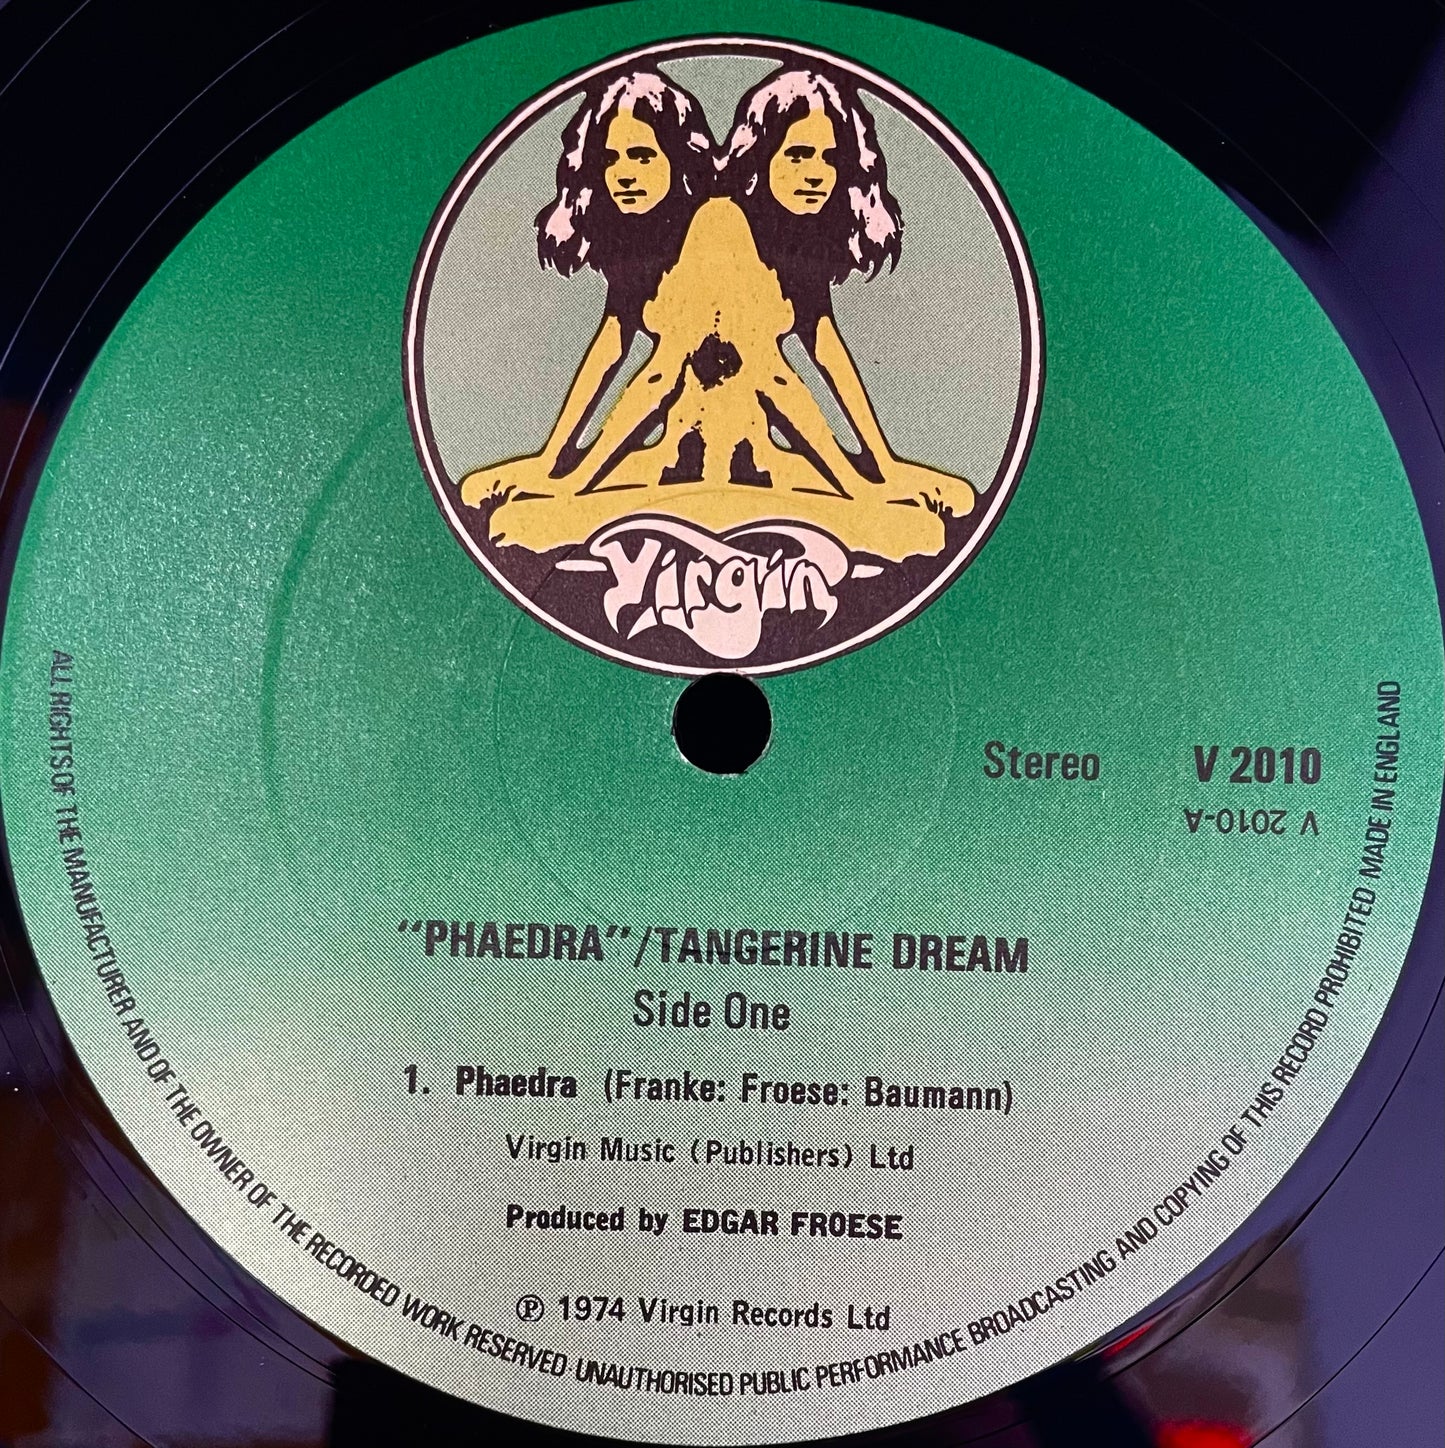 Virgin
Stereo V 2010
V 2010-A
"PHAEDRA"/TANGERINE DREAM
Side One
1. Phaedra (Franke: Froese: Baumann)
Virgin Music (Publishers) Ltd
Produced by EDGAR FROESE
℗ 1974 Virgin Records Ltd
ALL RIGHTS OF THE MANUFACTURER AND OF THE OWNER OF THE RECORDED WORK RESERVED UNAUTHORISED PUBLIC PERFORMANCE BROADCASTING AND COPYING OF THIS RECORD PROHIBITED MADE IN ENGLAND